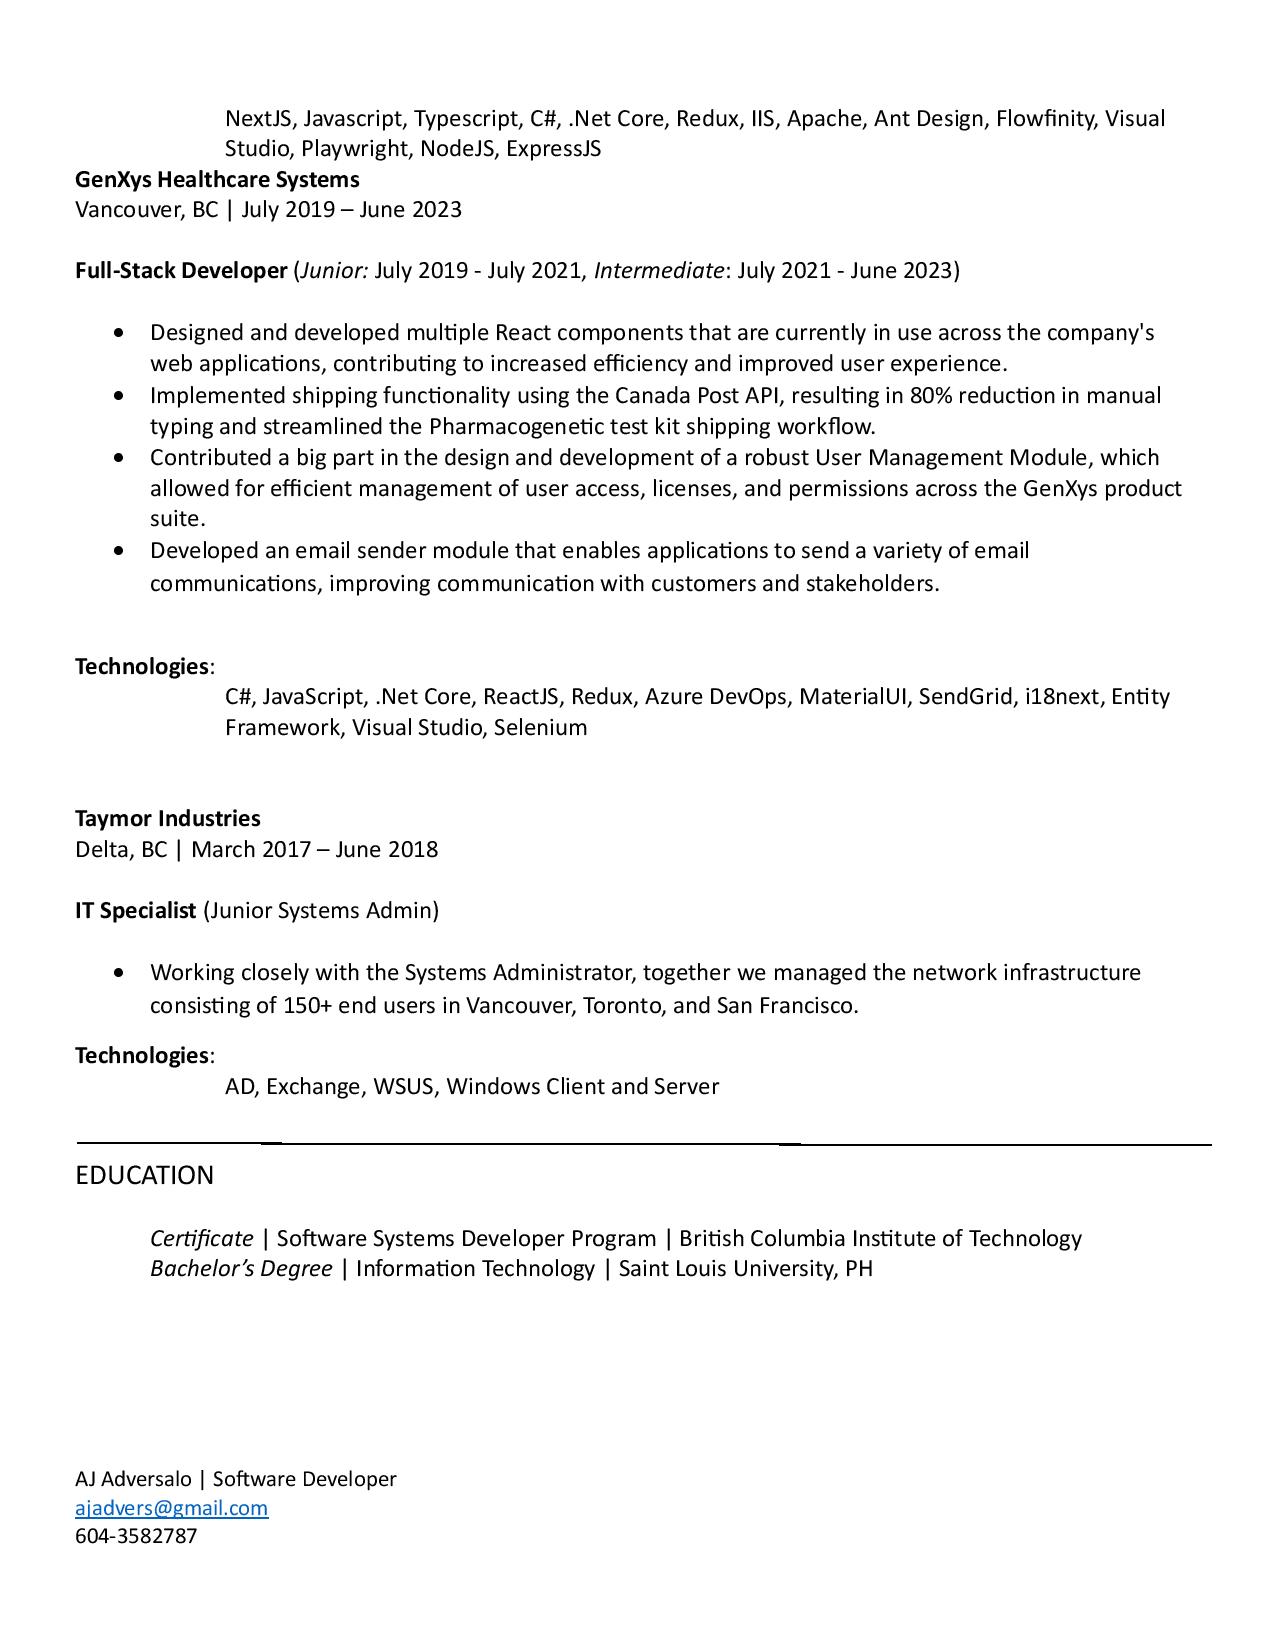 NextJS, Javascript, Typescript, C#, .Net Core, Redux, IIS, Apache, Ant Design, Flowfinity, Visual
Studio, Playwright, NodeJS, ExpressJS
GenXys Healthcare Systems
Vancouver, BC | July 2019 – June 2023
Full-Stack Developer (Junior: July 2019 - July 2021, Intermediate: July 2021 - June 2023)
• Designed and developed multiple React components that are currently in use across the company's
web applications, contributing to increased efficiency and improved user experience.
• Implemented shipping functionality using the Canada Post API, resulting in 80% reduction in manual
typing and streamlined the Pharmacogenetic test kit shipping workflow.
• Contributed a big part in the design and development of a robust User Management Module, which
allowed for efficient management of user access, licenses, and permissions across the GenXys product
suite.
• Developed an email sender module that enables applications to send a variety of email
communications, improving communication with customers and stakeholders.
Technologies:
C#, JavaScript, .Net Core, ReactJS, Redux, Azure DevOps, MaterialUI, SendGrid, i18next, Entity
Framework, Visual Studio, Selenium
Taymor Industries
Delta, BC | March 2017 – June 2018
IT Specialist (Junior Systems Admin)
• Working closely with the Systems Administrator, together we managed the network infrastructure
consisting of 150+ end users in Vancouver, Toronto, and San Francisco.
Technologies:
AD, Exchange, WSUS, Windows Client and Server
EDUCATION
Certificate | Software Systems Developer Program | British Columbia Institute of Technology
Bachelor’s Degree | Information Technology | Saint Louis University, PH
AJ Adversalo | Software Developer
ajadvers@gmail.com
604-3582787